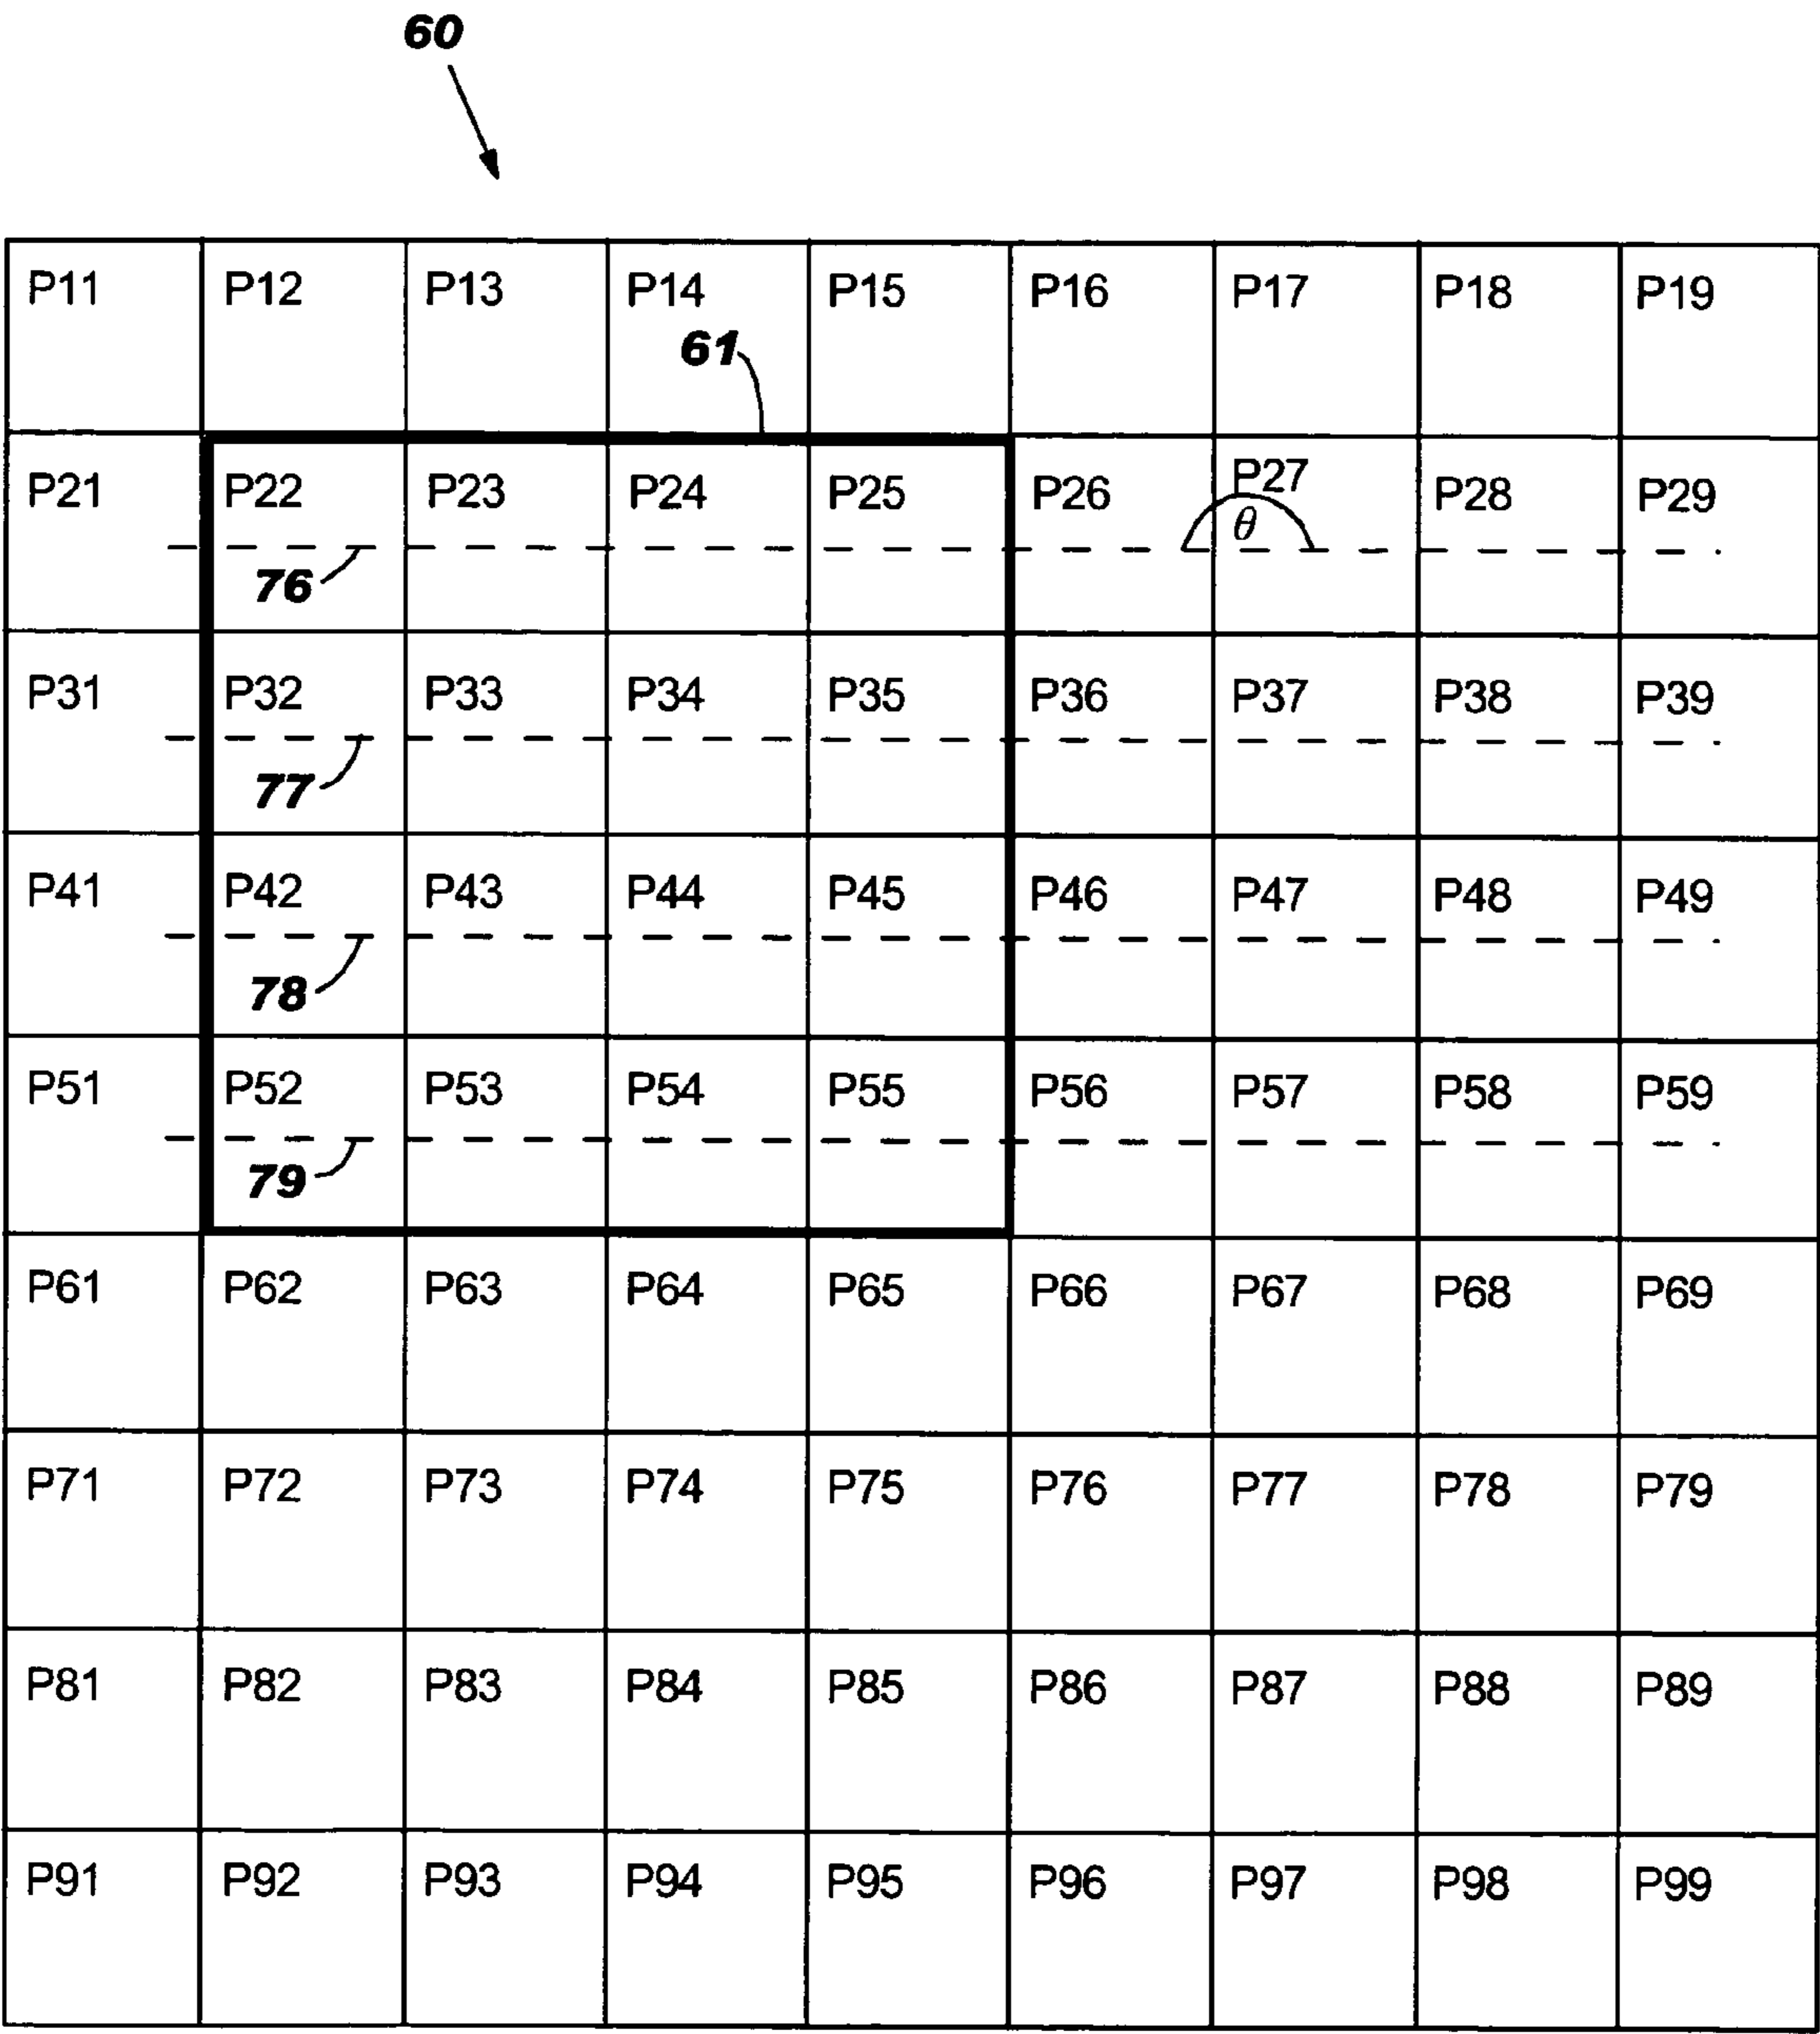 60
P11 P12 P13 P14 P15 P16 P17 P18 P19
61
P21 P22 P23 P24 P25 P26 P27 P28 P29
θ
76
P31 P32 P33 P34 P35 P36 P37 P38 P39
77
P41 P42 P43 P44 P45 P46 P47 P48 P49
78
P51 P52 P53 P54 P55 P56 P57 P58 P59
79
P61 P62 P63 P64 P65 P66 P67 P68 P69
P71 P72 P73 P74 P75 P76 P77 P78 P79
P81 P82 P83 P84 P85 P86 P87 P88 P89
P91 P92 P93 P94 P95 P96 P97 P98 P99